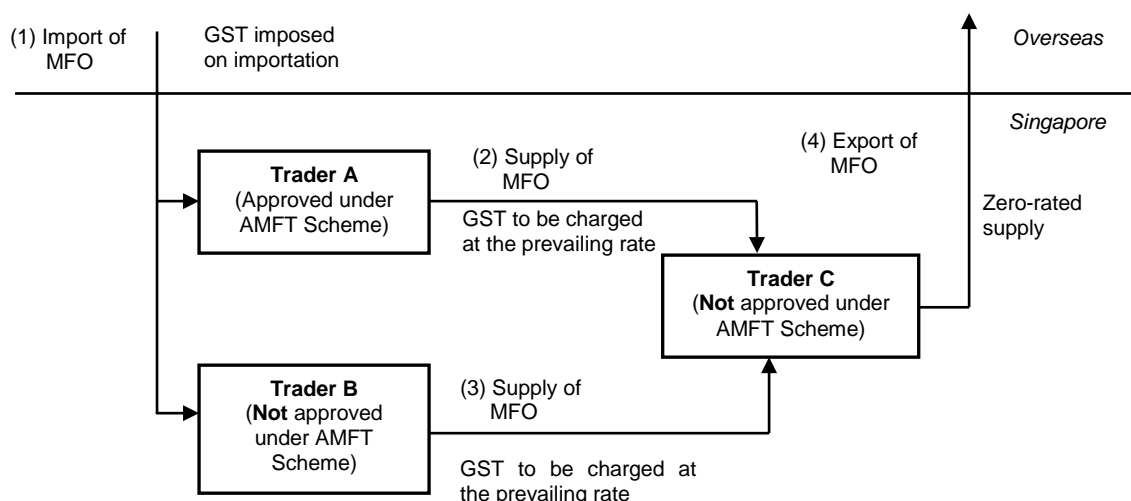 (1) Import of
MFO
GST imposed
on importation
Overseas
Singapore
Trader A
(Approved under
AMFT Scheme)
(2) Supply of
MFO
GST to be charged
at the prevailing rate
(4) Export of
MFO
Zero-rated
supply
Trader C
(Not approved under
AMFT Scheme)
Trader B
(Not approved
under AMFT
Scheme)
(3) Supply of
MFO
GST to be charged at
the prevailing rate